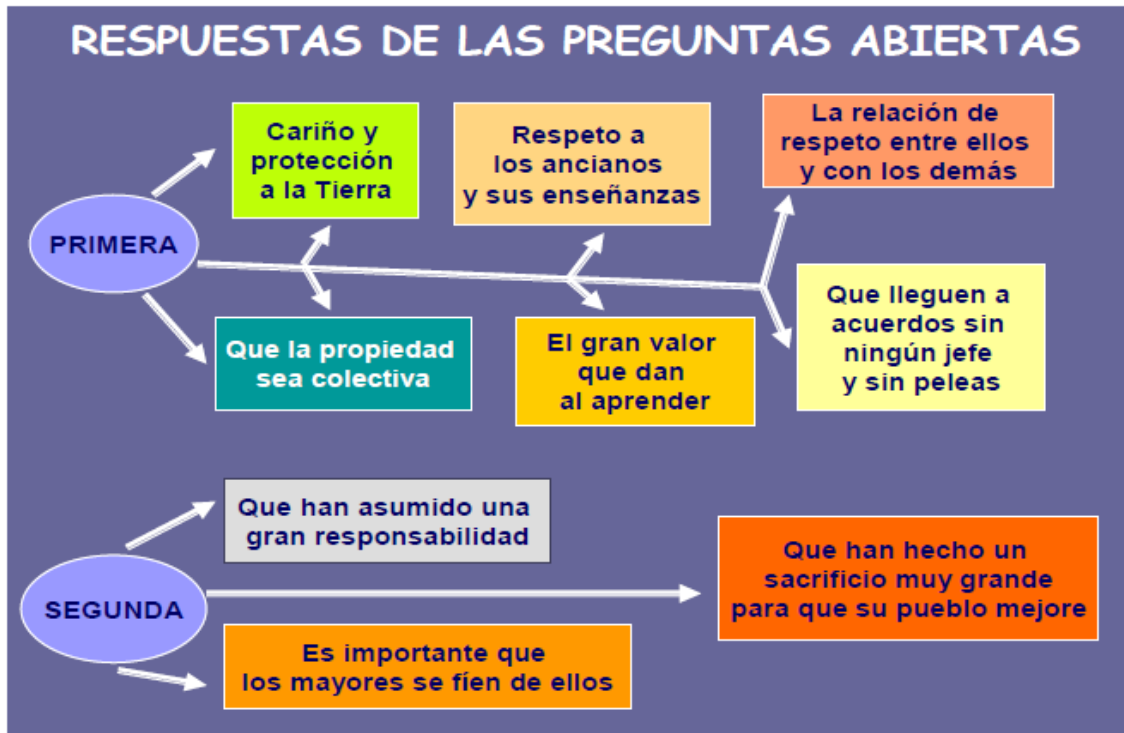 RESPUESTAS DE LAS PREGUNTAS ABIERTAS
PRIMERA
Cariño y
protección
a la Tierra
Respeto a
los ancianos
y sus enseñanzas
La relación de
respeto entre ellos
y con los demás
Que la propiedad
sea colectiva
El gran valor
que dan
al aprender
Que lleguen a
acuerdos sin
ningún jefe
y sin peleas
SEGUNDA
Que han asumido una
gran responsabilidad
Que han hecho un
sacrificio muy grande
para que su pueblo mejore
Es importante que
los mayores se fíen de ellos